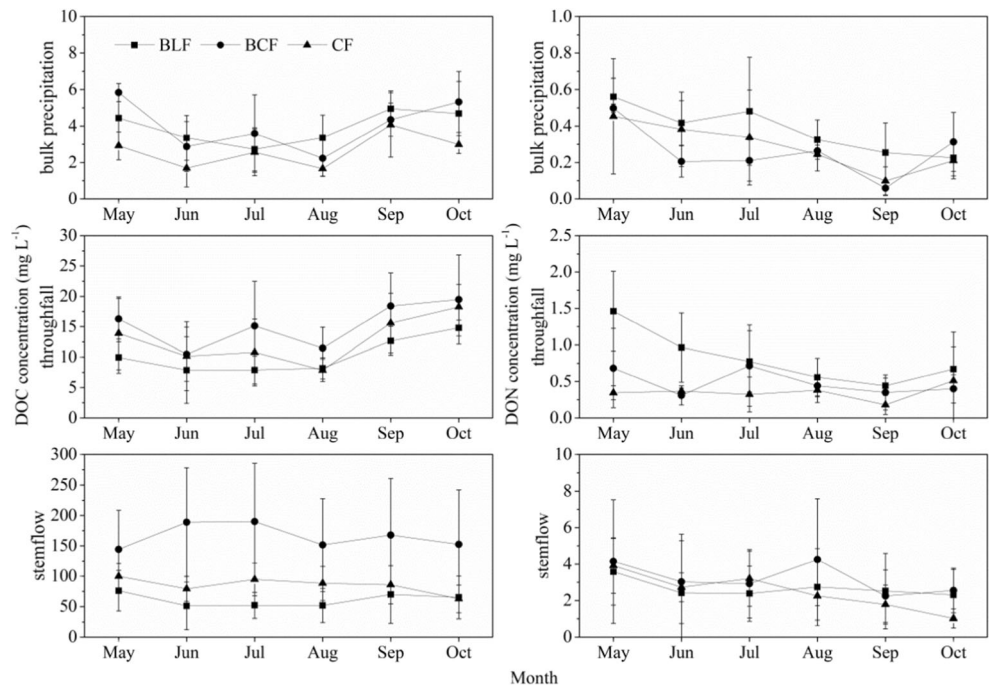 10
8
6
4
2
0
bulk precipitation
BLF BCF CF
May Jun Jul Aug Sep Oct
1.0
0.8
0.6
0.4
0.2
0.0
bulk precipitation
May Jun Jul Aug Sep Oct
DOC concentration (mg L-1)
throughfall
30
25
20
15
10
5
0
May Jun Jul Aug Sep Oct
DON concentration (mg L-1)
throughfall
2.5
2.0
1.5
1.0
0.5
0.0
May Jun Jul Aug Sep Oct
stemflow
300
250
200
150
100
50
0
May Jun Jul Aug Sep Oct
stemflow
10
8
6
4
2
0
May Jun Jul Aug Sep Oct
Month